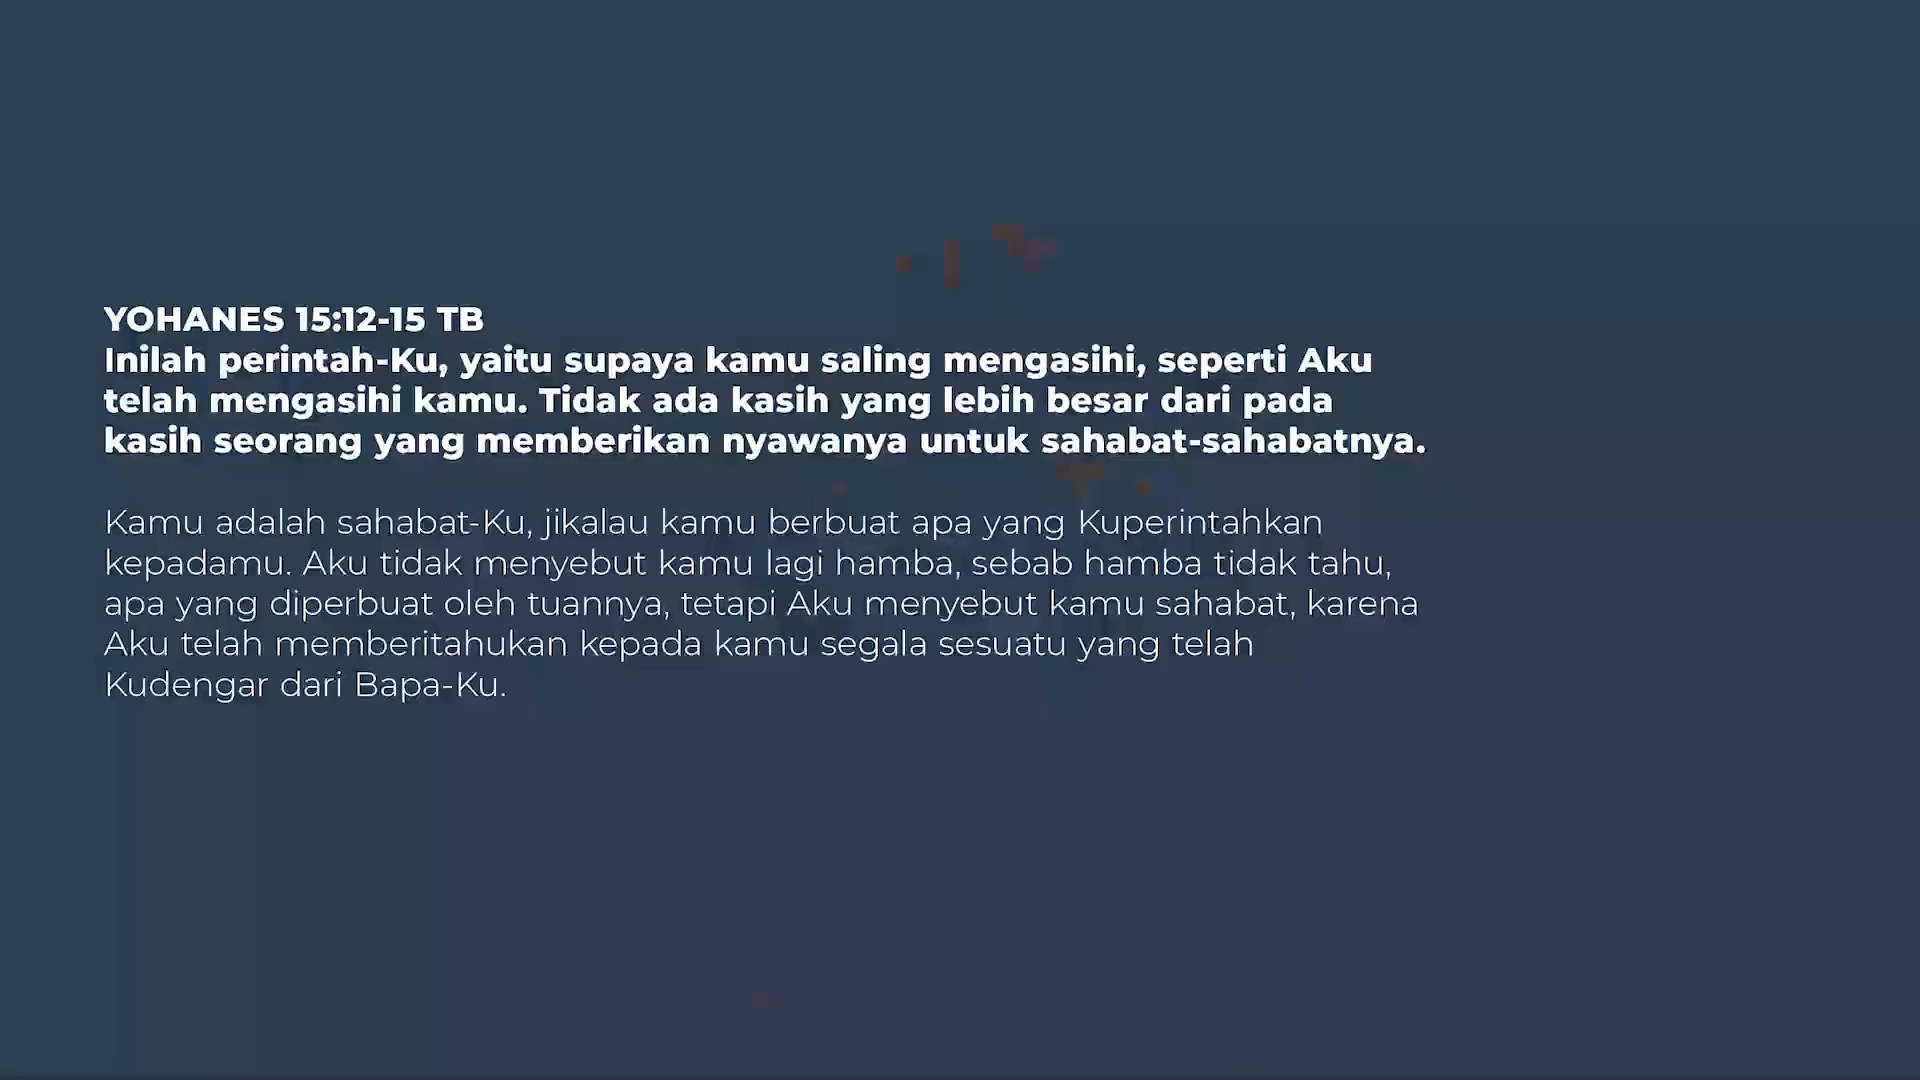 YOHANES 15:12-15 TB
Inilah perintah-Ku, yaitu supaya kamu saling mengasihi, seperti Aku
telah mengasihi kamu. Tidak ada kasih yang lebih besar dari pada
kasih seorang yang memberikan nyawanya untuk sahabat-sahabatnya.
Kamu adalah sahabat-Ku, jikalau kamu berbuat apa yang Kuperintahkan
kepadamu. Aku tidak menyebut kamu lagi hamba, sebab hamba tidak tahu,
apa yang diperbuat oleh tuannya, tetapi Aku menyebut kamu sahabat, karena
Aku telah memberitahukan kepada kamu segala sesuatu yang telah
Kudengar dari Bapa-Ku.